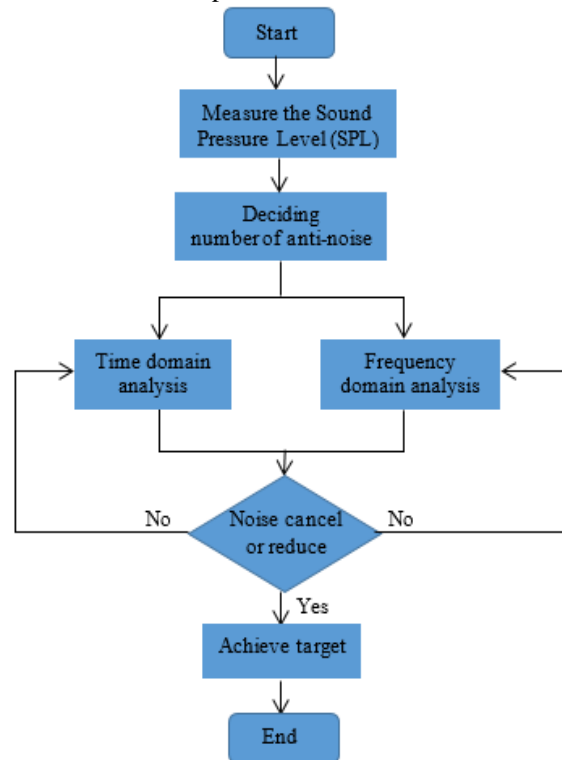 Start
Measure the Sound
Pressure Level (SPL)
Deciding
number of anti-noise
Time domain
analysis
Frequency
domain analysis
No
Noise cancel
or reduce
No
Yes
Achieve target
End